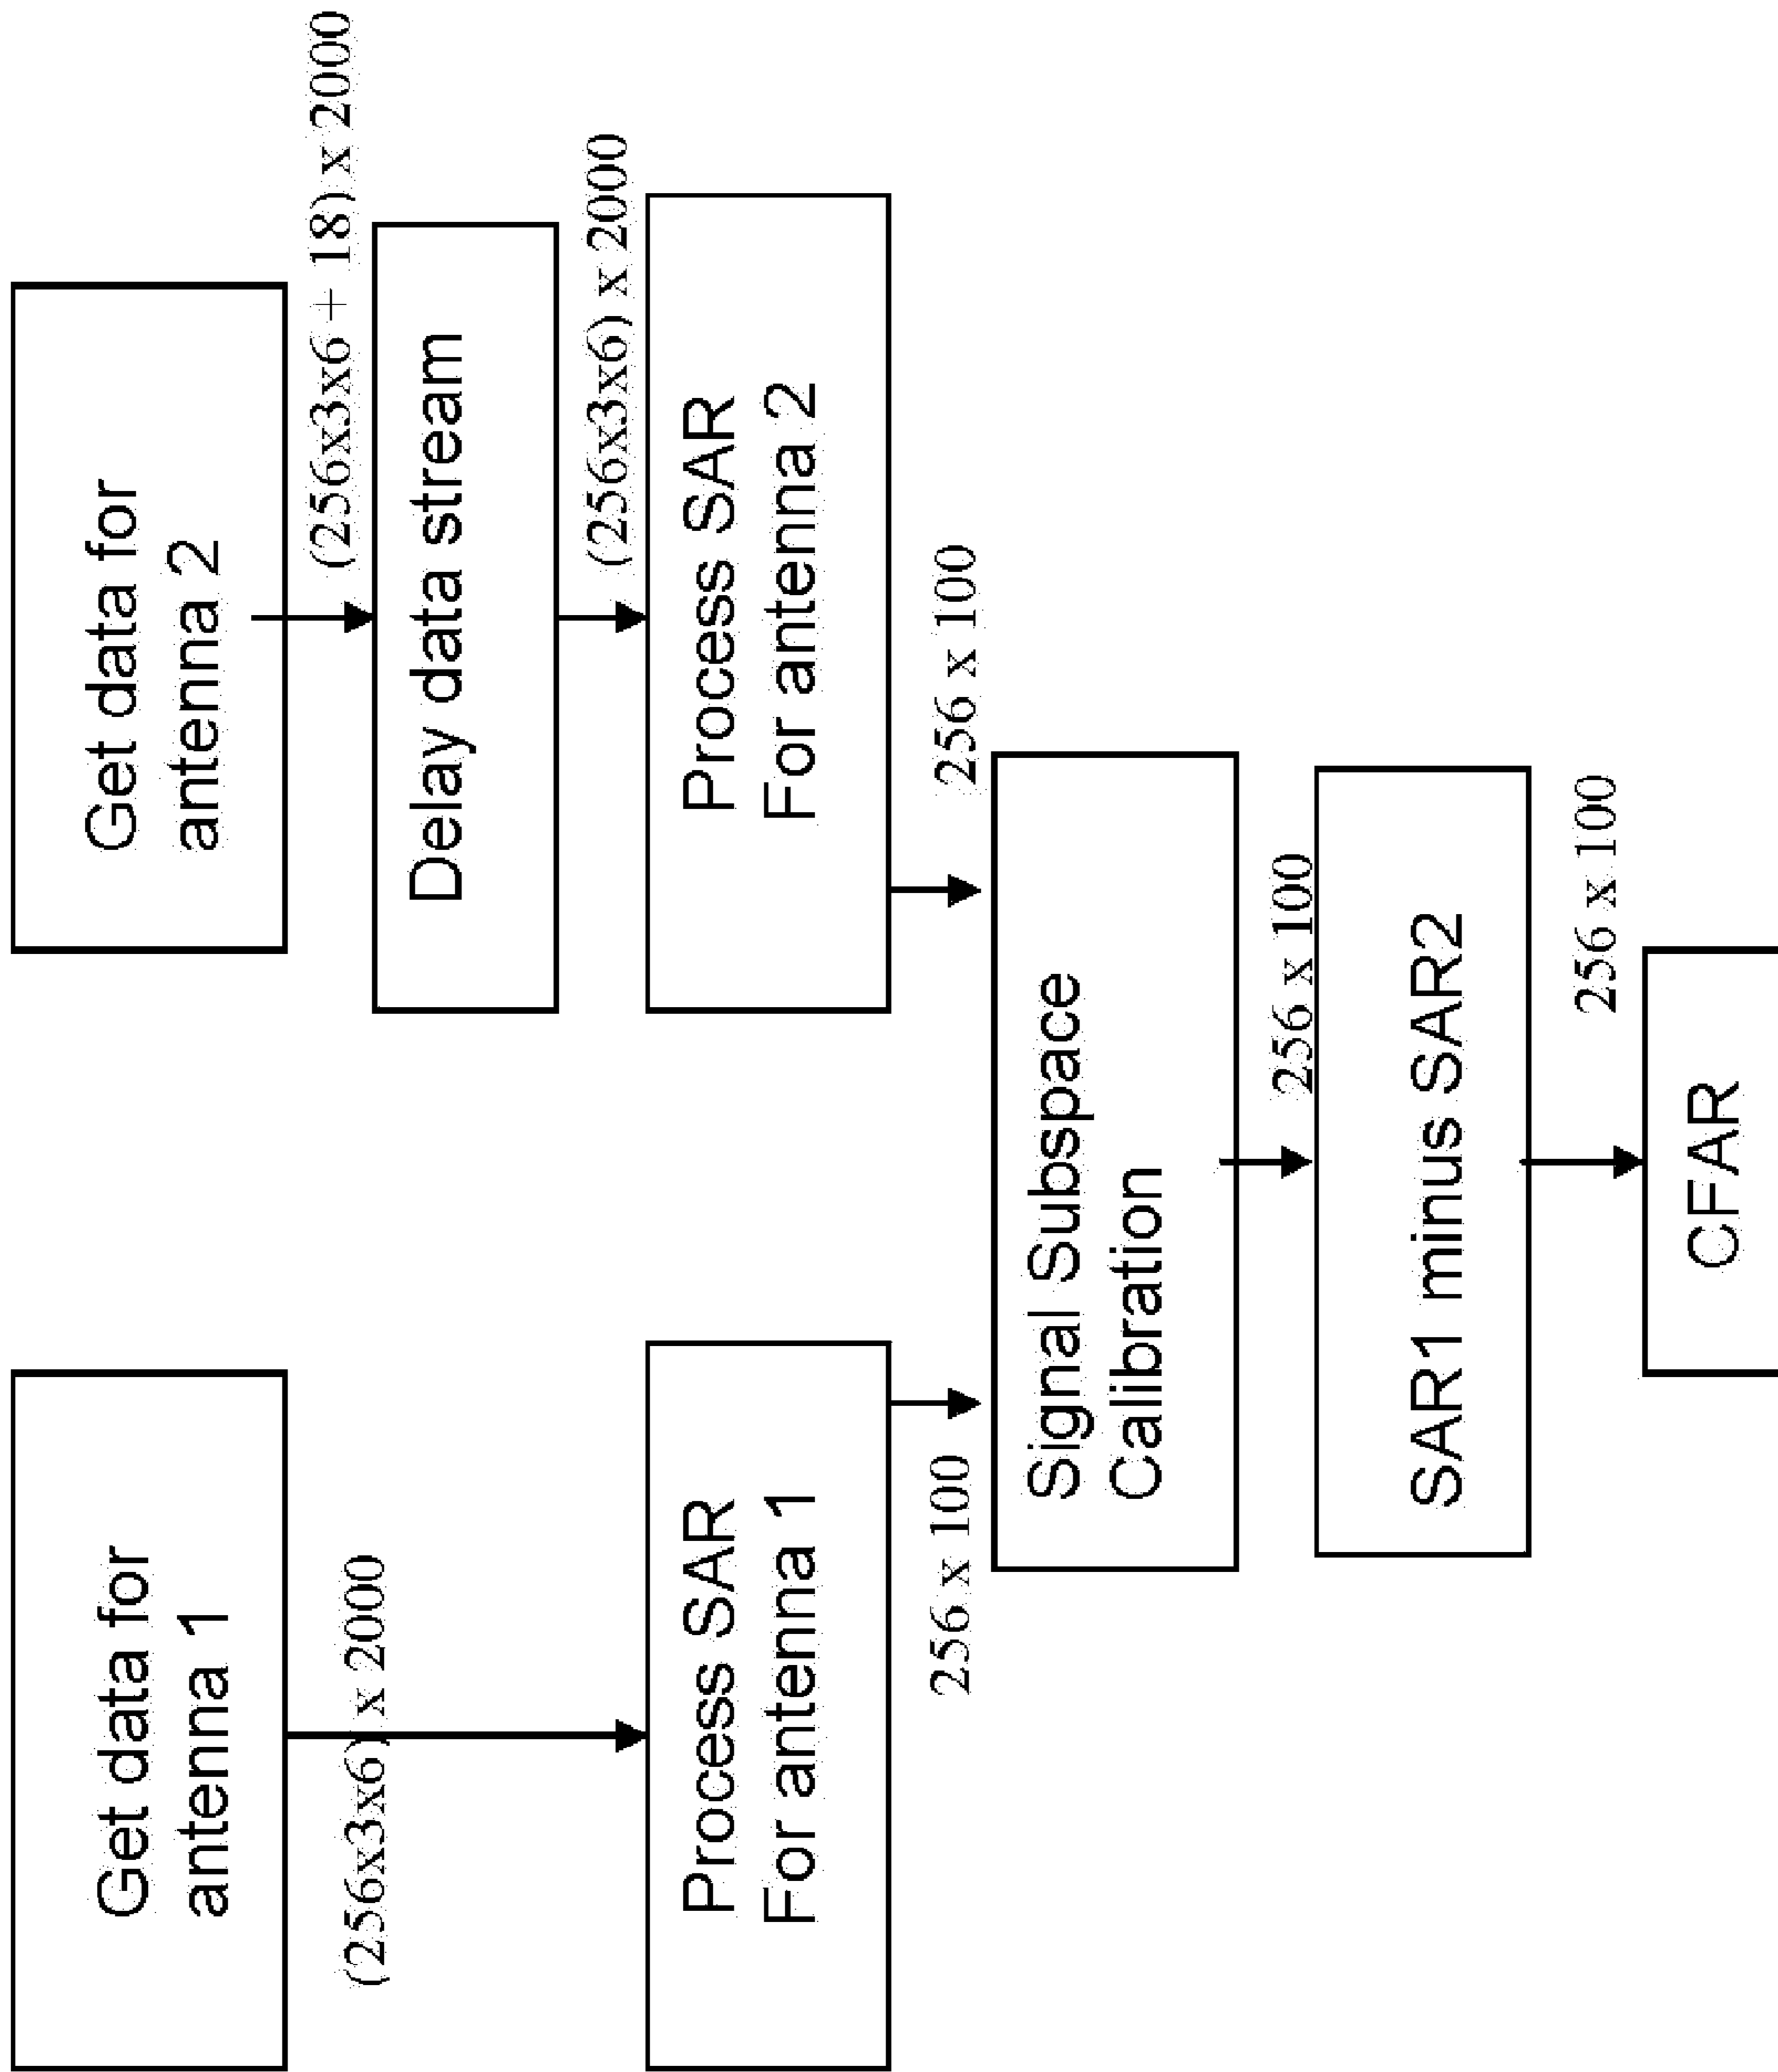 Get data for
antenna 1
(256x3x6) x 2000
Process SAR
For antenna 1
256 x 100
Get data for
antenna 2
(256x3x6 + 18) x 2000
Delay data stream
(256x3x6) x 2000
Process SAR
For antenna 2
256 x 100
Signal Subspace
Calibration
256 x 100
SAR1 minus SAR2
256 x 100
CFAR